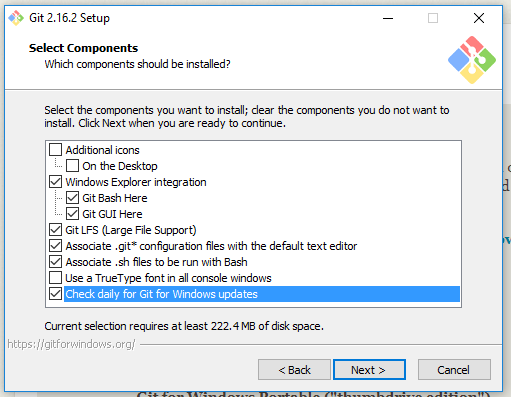 Git 2.16.2 Setup
Select Components
Which components should be installed?
Select the components you want to install; clear the components you do not want to
install. Click Next when you are ready to continue.
Additional icons
On the Desktop
Windows Explorer integration
Git Bash Here
Git GUI Here
Git LFS (Large File Support)
Associate .git* configuration files with the default text editor
Associate .sh files to be run with Bash
Use a TrueType font in all console windows
Check daily for Git for Windows updates
Current selection requires at least 222.4 MB of disk space.
https://gitforwindows.org/
< Back
Next >
Cancel
Git for Windows Portable ("thumbdrive edition")